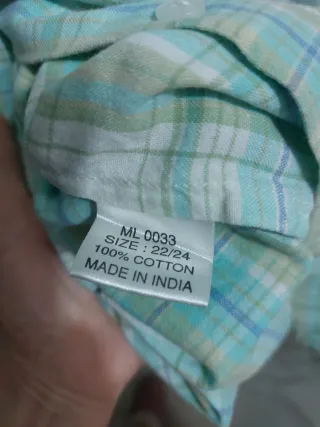 ML 0033
SIZE : 22/24
100% COTTON
MADE IN INDIA